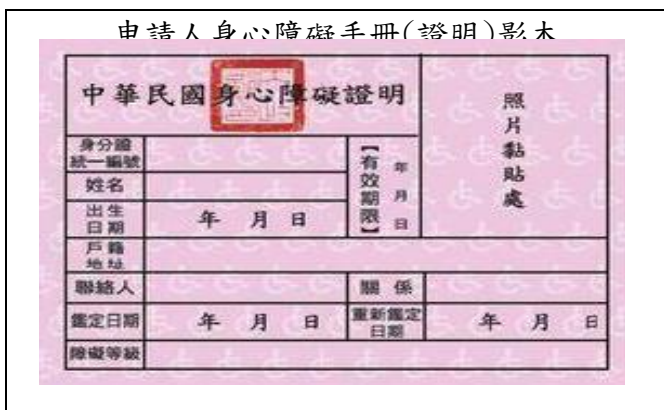 申請人身心障礙手冊(證明)影本
中華民國身心障礙證明
照片黏貼處
身分證統一編號
【有效期限】 年 月 日
姓名
出生日期 年 月 日
戶籍地址
聯絡人 關係
鑑定日期 年 月 日 重新鑑定日期 年 月 日
障礙等級